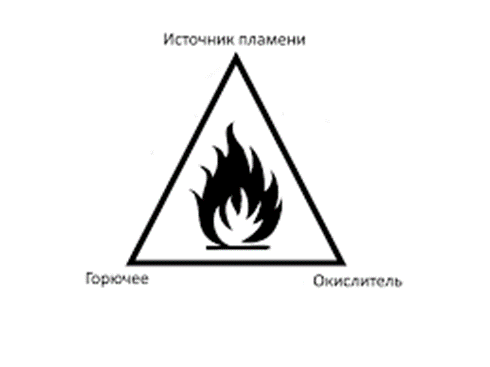 Источник пламени
Горючее
Окислитель